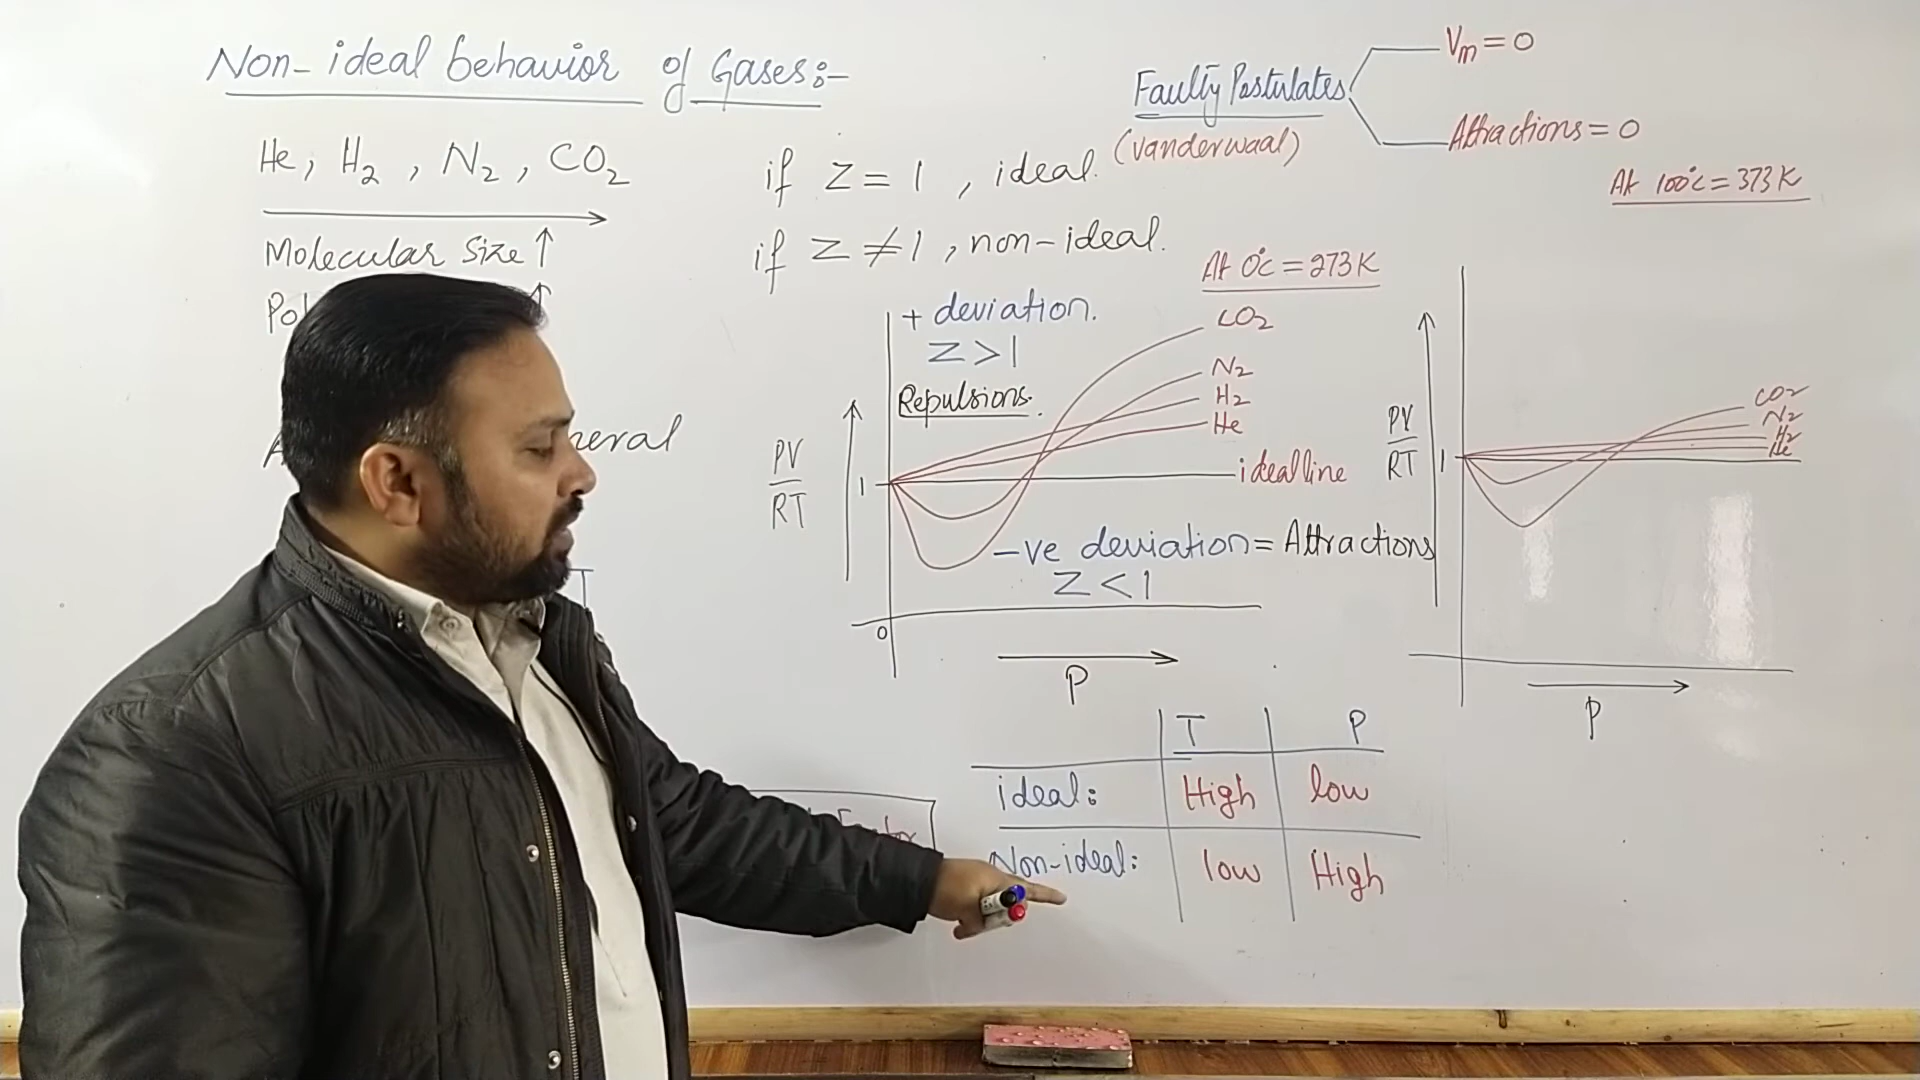 Non-ideal behavior of Gases:-
He, H₂, N₂, CO₂
Molecular Size ↑
if Z = 1, ideal.
if Z ≠ 1, non-ideal.
Faulty Postulates
(vanderwaal)
Vm = 0
Attractions = 0
At 0°C = 273 K
+ deviation.
Z > 1
Repulsions.
CO₂
N₂
H₂
He
ideal line
PV
RT
1
-ve deviation = Attractions
Z < 1
0
P
At 100°C = 373 K
PV
RT
1
CO₂
N₂
H₂
He
P
T P
ideal: High low
Non-ideal: low High